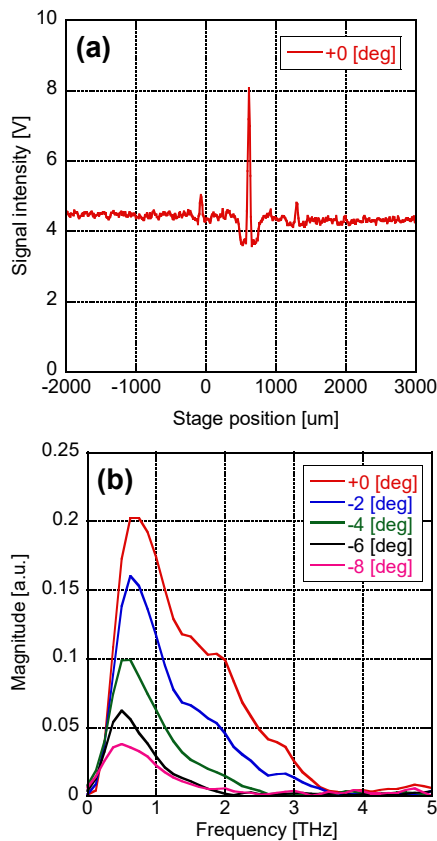 (a)
+0 [deg]
10
8
6
4
2
0
Signal intensity [V]
-2000 -1000 0 1000 2000 3000
Stage position [um]
(b)
+0 [deg]
-2 [deg]
-4 [deg]
-6 [deg]
-8 [deg]
0.25
0.2
0.15
0.1
0.05
0
Magnitude [a.u.]
0 1 2 3 4 5
Frequency [THz]